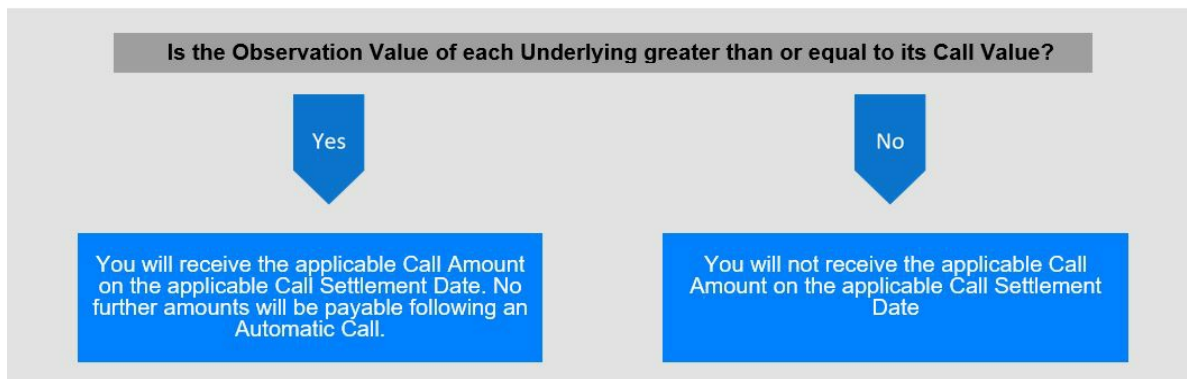 Is the Observation Value of each Underlying greater than or equal to its Call Value?
Yes
No
You will receive the applicable Call Amount
on the applicable Call Settlement Date. No
further amounts will be payable following an
Automatic Call.
You will not receive the applicable Call
Amount on the applicable Call Settlement
Date